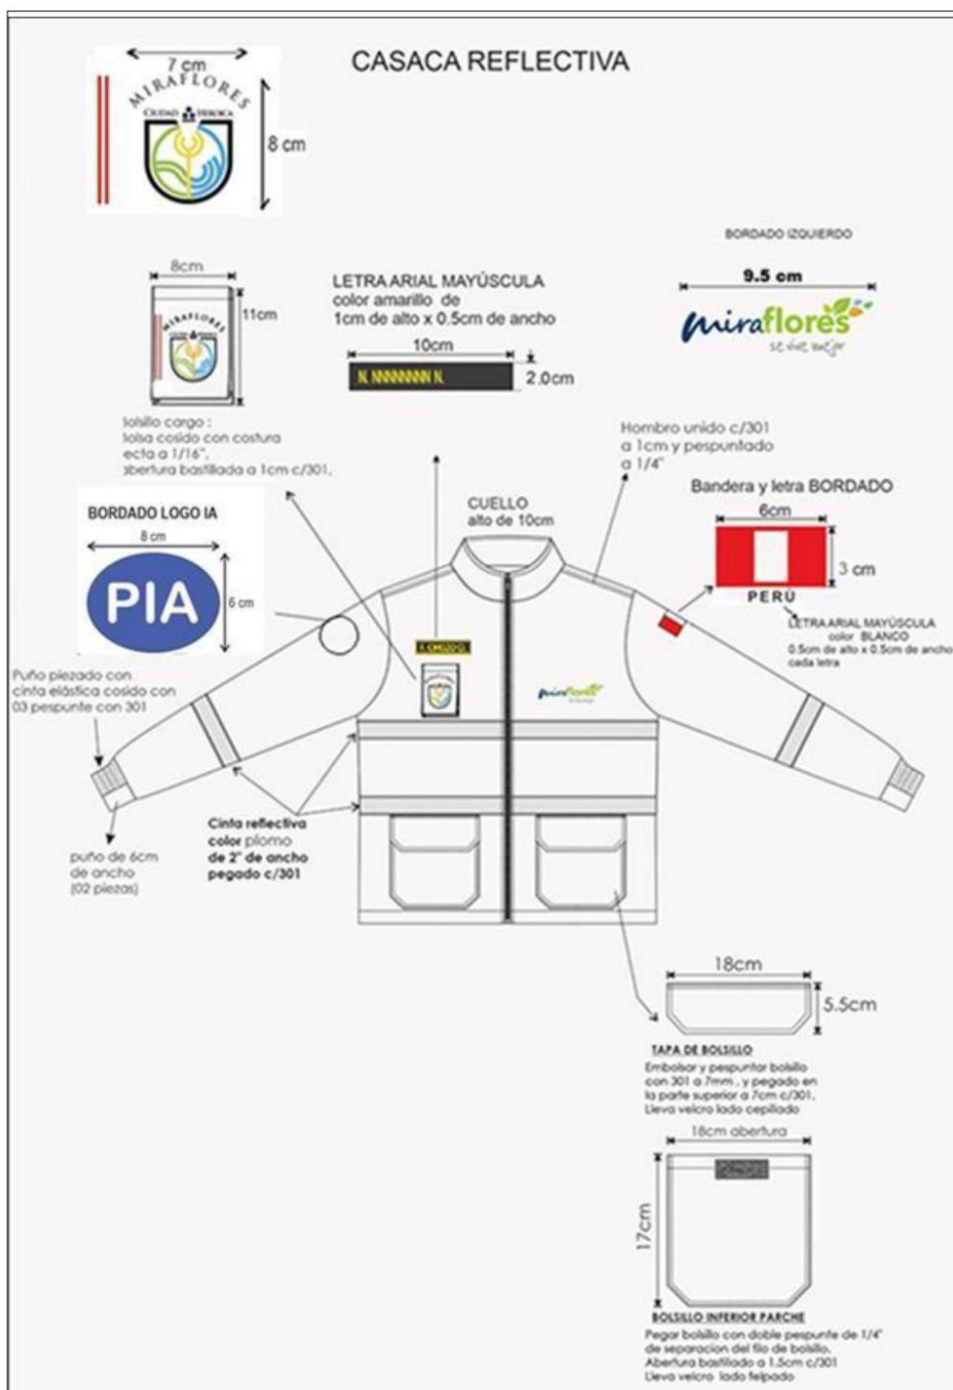 CASACA REFLECTIVA
7 cm
MIRAFLORES
CIUDAD HEROICA
8 cm
BORDADO IZQUIERDO
9.5 cm
miraflores
se vive mejor
8cm
11cm
MIRAFLORES
LETRA ARIAL MAYÚSCULA
color amarillo de
1cm de alto x 0.5cm de ancho
10cm
N. NNNNNNNN N.
2.0cm
bolsillo cargo :
bolsa cosido con costura
ecta a 1/16",
abertura bastillada a 1cm c/301,
Hombro unido c/301
a 1cm y pespuntado
a 1/4"
BORDADO LOGO IA
8 cm
PIA
6 cm
CUELLO
alto de 10cm
Bandera y letra BORDADO
6cm
3 cm
PERÚ
LETRA ARIAL MAYÚSCULA
color BLANCO
0.5cm de alto x 0.5cm de ancho
cada letra
Puño piezado con
cinta elástica cosido con
03 pespunte con 301
miraflores
Cinta reflectiva
color plomo
de 2" de ancho
pegado c/301
puño de 6cm
de ancho
(02 piezas)
18cm
5.5cm
TAPA DE BOLSILLO
Embolsar y pespuntar bolsillo
con 301 a 7mm , y pegado en
la parte superior a 7cm c/301,
Lleva velcro lado cepillado
18cm abertura
17cm
BOLSILLO INFERIOR PARCHE
Pegar bolsillo con doble pespunte de 1/4"
de separacion del filo de bolsillo.
Abertura bastillado a 1.5cm c/301
Lleva velcro lado felpado